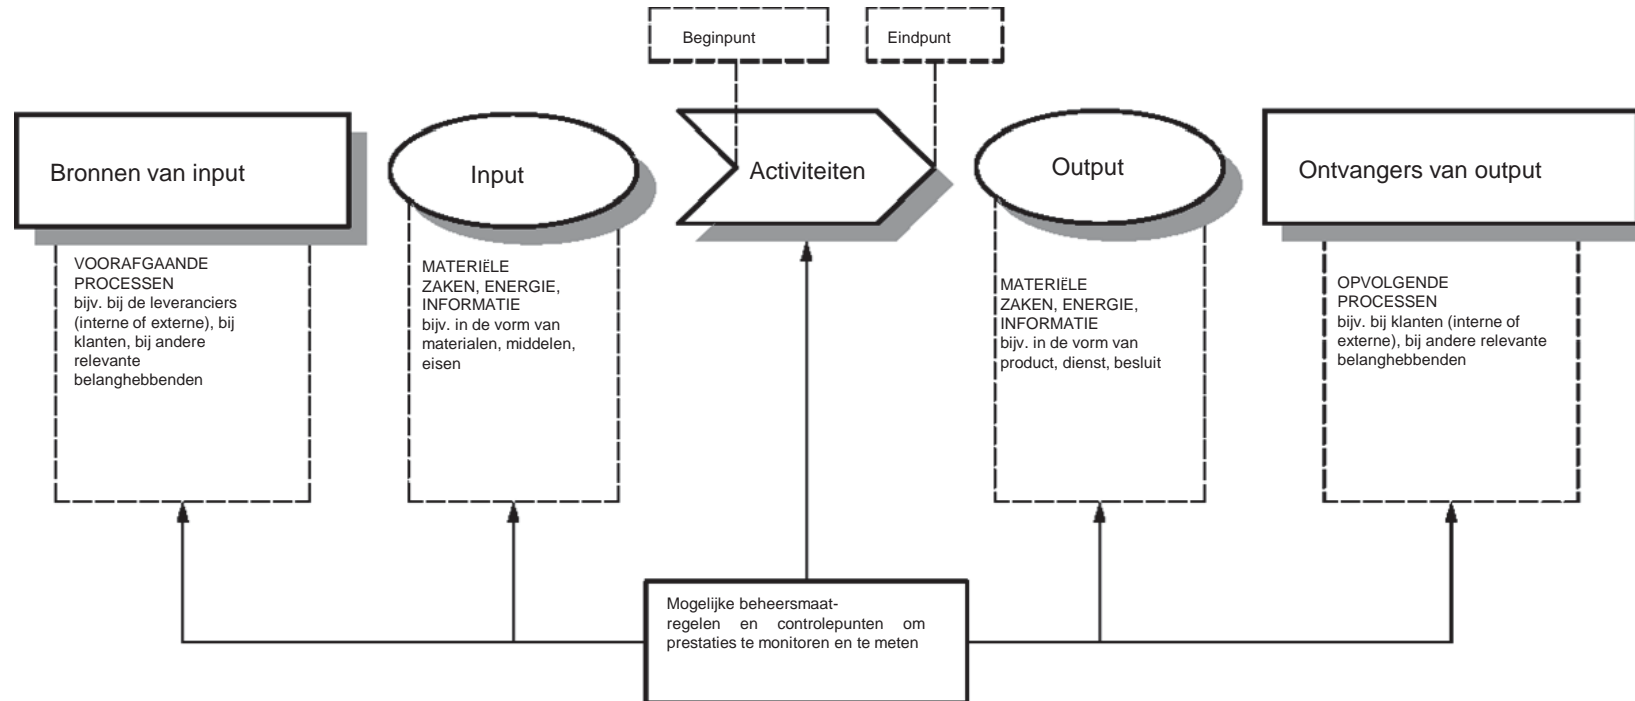 Beginpunt
Eindpunt
Bronnen van input
Input
Activiteiten
Output
Ontvangers van output
VOORAFGAANDE
PROCESSEN
bijv. bij de leveranciers
(interne of externe), bij
klanten, bij andere
relevante
belanghebbenden
MATERIËLE
ZAKEN, ENERGIE,
INFORMATIE
bijv. in de vorm van
materialen, middelen,
eisen
MATERIËLE
ZAKEN, ENERGIE,
INFORMATIE
bijv. in de vorm van
product, dienst, besluit
OPVOLGENDE
PROCESSEN
bijv. bij klanten (interne of
externe), bij andere relevante
belanghebbenden
Mogelijke beheersmaat-
regelen en controlepunten om
prestaties te monitoren en te meten